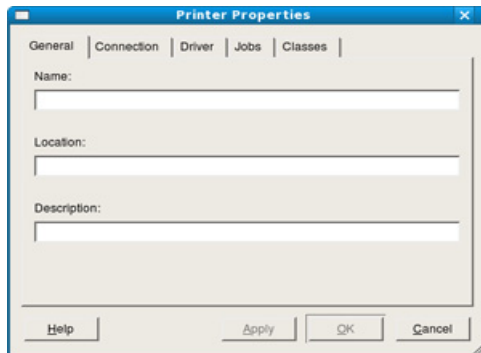 Printer Properties
General Connection Driver Jobs Classes
Name:
Location:
Description:
Help Apply OK Cancel